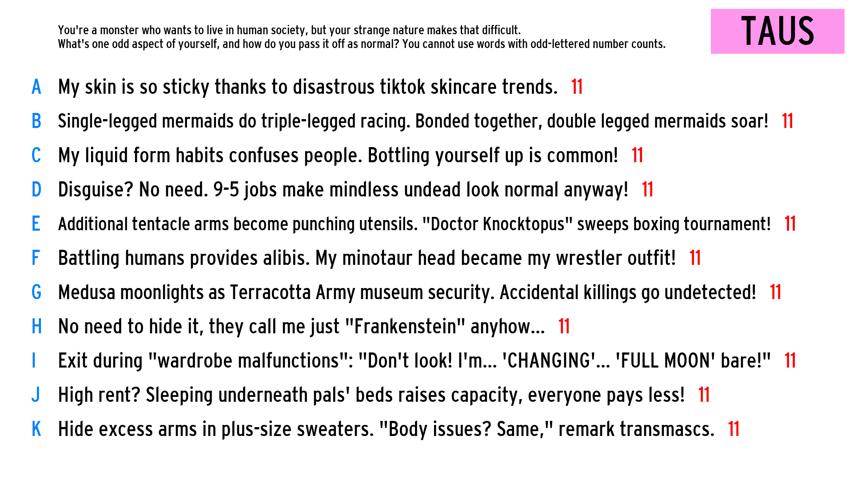 You're a monster who wants to live in human society, but your strange nature makes that difficult.
What's one odd aspect of yourself, and how do you pass it off as normal? You cannot use words with odd-lettered number counts.
TAUS
A My skin is so sticky thanks to disastrous tiktok skincare trends. 11
B Single-legged mermaids do triple-legged racing. Bonded together, double legged mermaids soar! 11
C My liquid form habits confuses people. Bottling yourself up is common! 11
D Disguise? No need. 9-5 jobs make mindless undead look normal anyway! 11
E Additional tentacle arms become punching utensils. "Doctor Knocktopus" sweeps boxing tournament! 11
F Battling humans provides alibis. My minotaur head became my wrestler outfit! 11
G Medusa moonlights as Terracotta Army museum security. Accidental killings go undetected! 11
H No need to hide it, they call me just "Frankenstein" anyhow... 11
I Exit during "wardrobe malfunctions": "Don't look! I'm... 'CHANGING'... 'FULL MOON' bare!" 11
J High rent? Sleeping underneath pals' beds raises capacity, everyone pays less! 11
K Hide excess arms in plus-size sweaters. "Body issues? Same," remark transmascs. 11